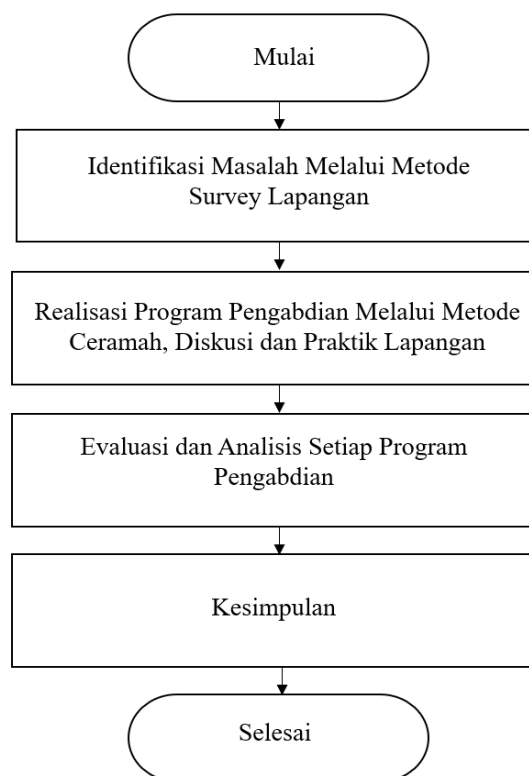 Mulai
Identifikasi Masalah Melalui Metode
Survey Lapangan
Realisasi Program Pengabdian Melalui Metode
Ceramah, Diskusi dan Praktik Lapangan
Evaluasi dan Analisis Setiap Program
Pengabdian
Kesimpulan
Selesai